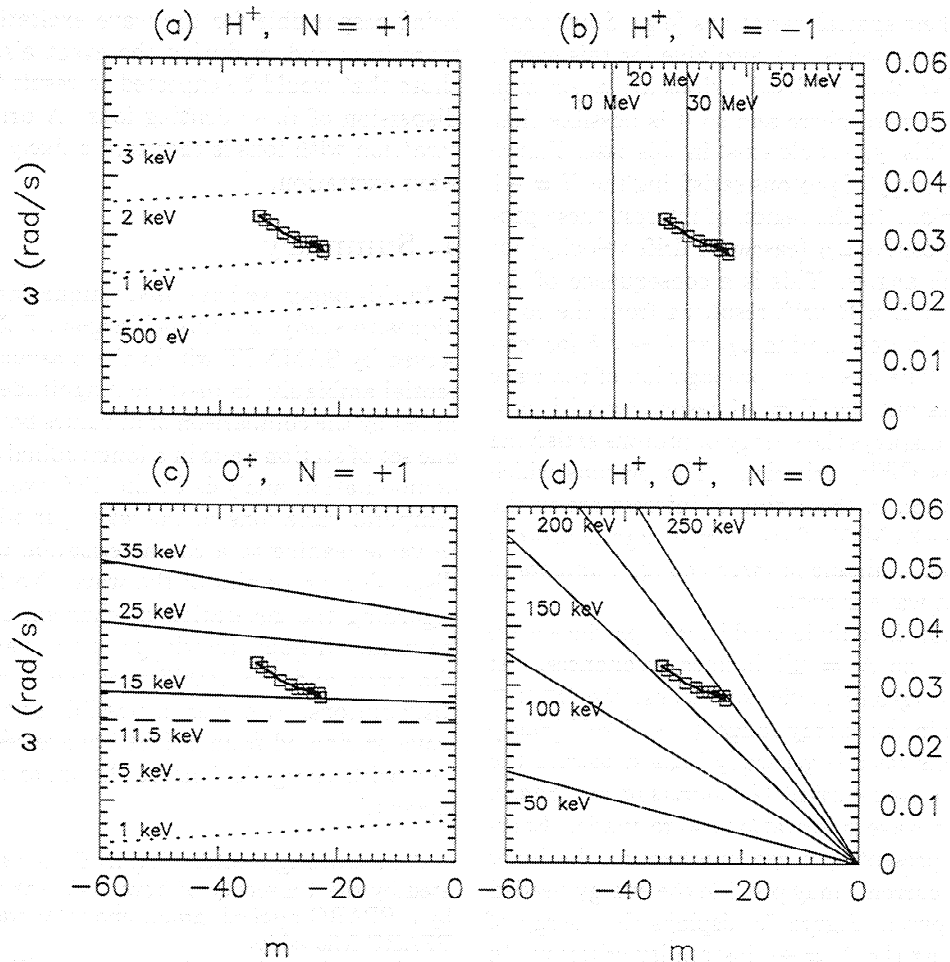 (a) H⁺, N = +1
3 keV
2 keV
1 keV
500 eV
ω (rad/s)
(b) H⁺, N = −1
20 MeV
50 MeV
10 MeV
30 MeV
0.06
0.05
0.04
0.03
0.02
0.01
0
(c) O⁺, N = +1
35 keV
25 keV
15 keV
11.5 keV
5 keV
1 keV
ω (rad/s)
−60
−40
−20
0
m
(d) H⁺, O⁺, N = 0
200 keV
250 keV
150 keV
100 keV
50 keV
0.06
0.05
0.04
0.03
0.02
0.01
0
−60
−40
−20
0
m